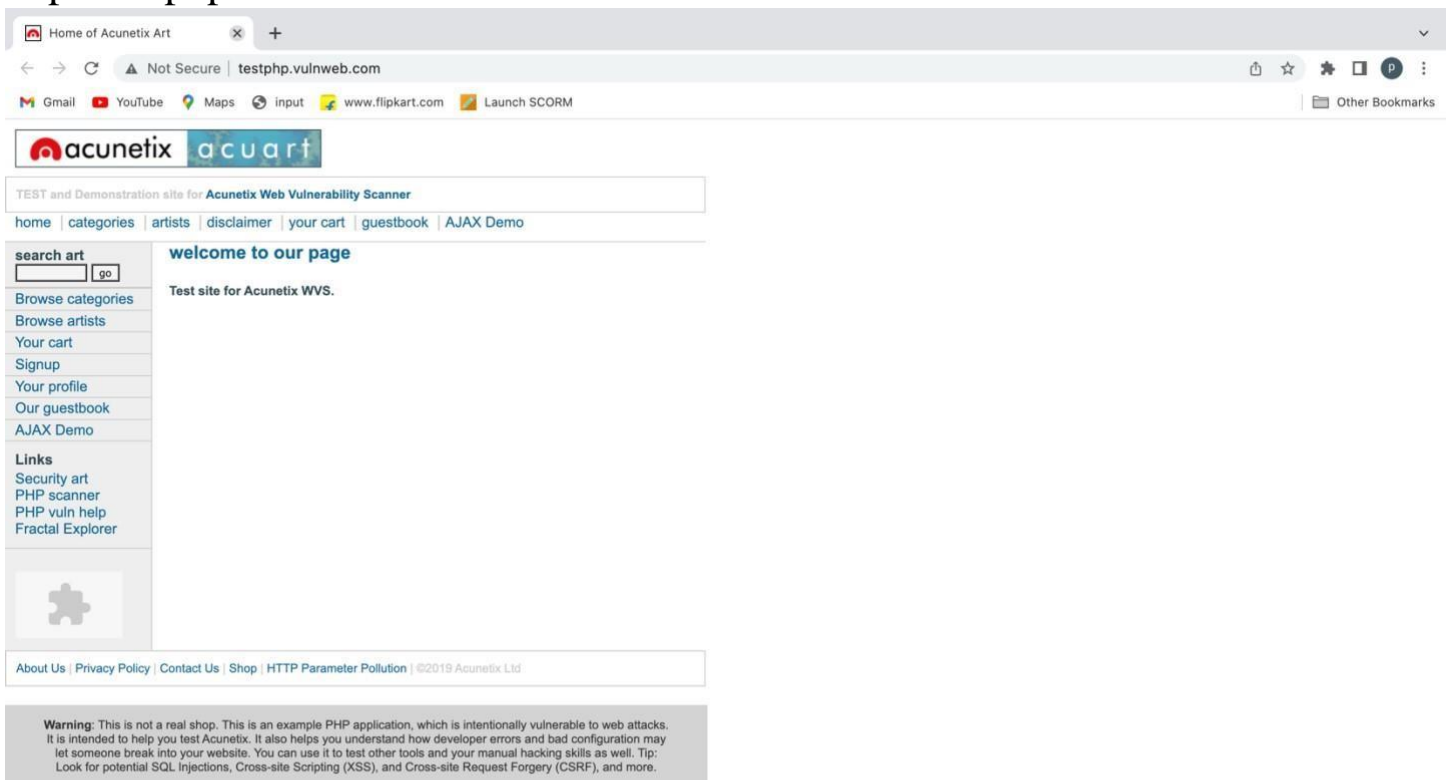 Home of Acunetix Art
Not Secure | testphp.vulnweb.com
P
Gmail YouTube Maps input www.flipkart.com Launch SCORM Other Bookmarks
acunetix acuart
TEST and Demonstration site for Acunetix Web Vulnerability Scanner
home | categories | artists | disclaimer | your cart | guestbook | AJAX Demo
search art
go
Browse categories
Browse artists
Your cart
Signup
Your profile
Our guestbook
AJAX Demo
Links
Security art
PHP scanner
PHP vuln help
Fractal Explorer
welcome to our page
Test site for Acunetix WVS.
About Us | Privacy Policy | Contact Us | Shop | HTTP Parameter Pollution | ©2019 Acunetix Ltd
Warning: This is not a real shop. This is an example PHP application, which is intentionally vulnerable to web attacks.
It is intended to help you test Acunetix. It also helps you understand how developer errors and bad configuration may
let someone break into your website. You can use it to test other tools and your manual hacking skills as well. Tip:
Look for potential SQL Injections, Cross-site Scripting (XSS), and Cross-site Request Forgery (CSRF), and more.